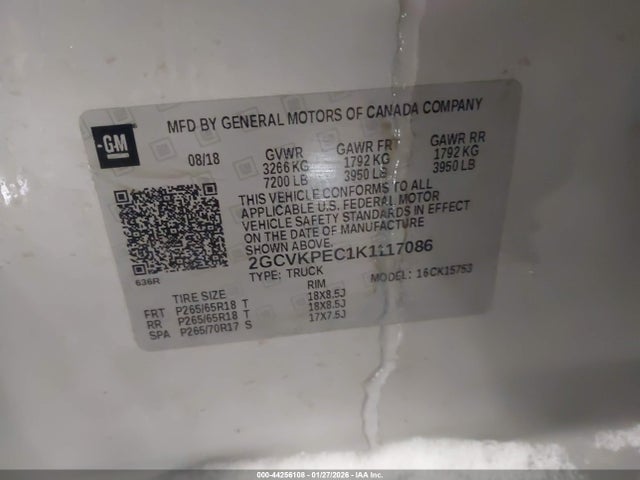 GM
MFD BY GENERAL MOTORS OF CANADA COMPANY
08/18 GVWR GAWR FR GAWR RR
3266 KG 1792 KG 1792 KG
7200 LB 3950 LB 3950 LB
THIS VEHICLE CONFORMS TO ALL
APPLICABLE U.S. FEDERAL MOTOR
VEHICLE SAFETY STANDARDS IN EFFECT
ON THE DATE OF MANUFACTURE
SHOWN ABOVE.
2GCVKPEC1K1117086
636R
TYPE: TRUCK MODEL: 16CK15753
TIRE SIZE RIM
FRT P265/65R18 T 18X8.5J
RR P265/65R18 T 18X8.5J
SPA P265/70R17 S 17X7.5J
000-44256108 - 01/27/2026 - IAA Inc.